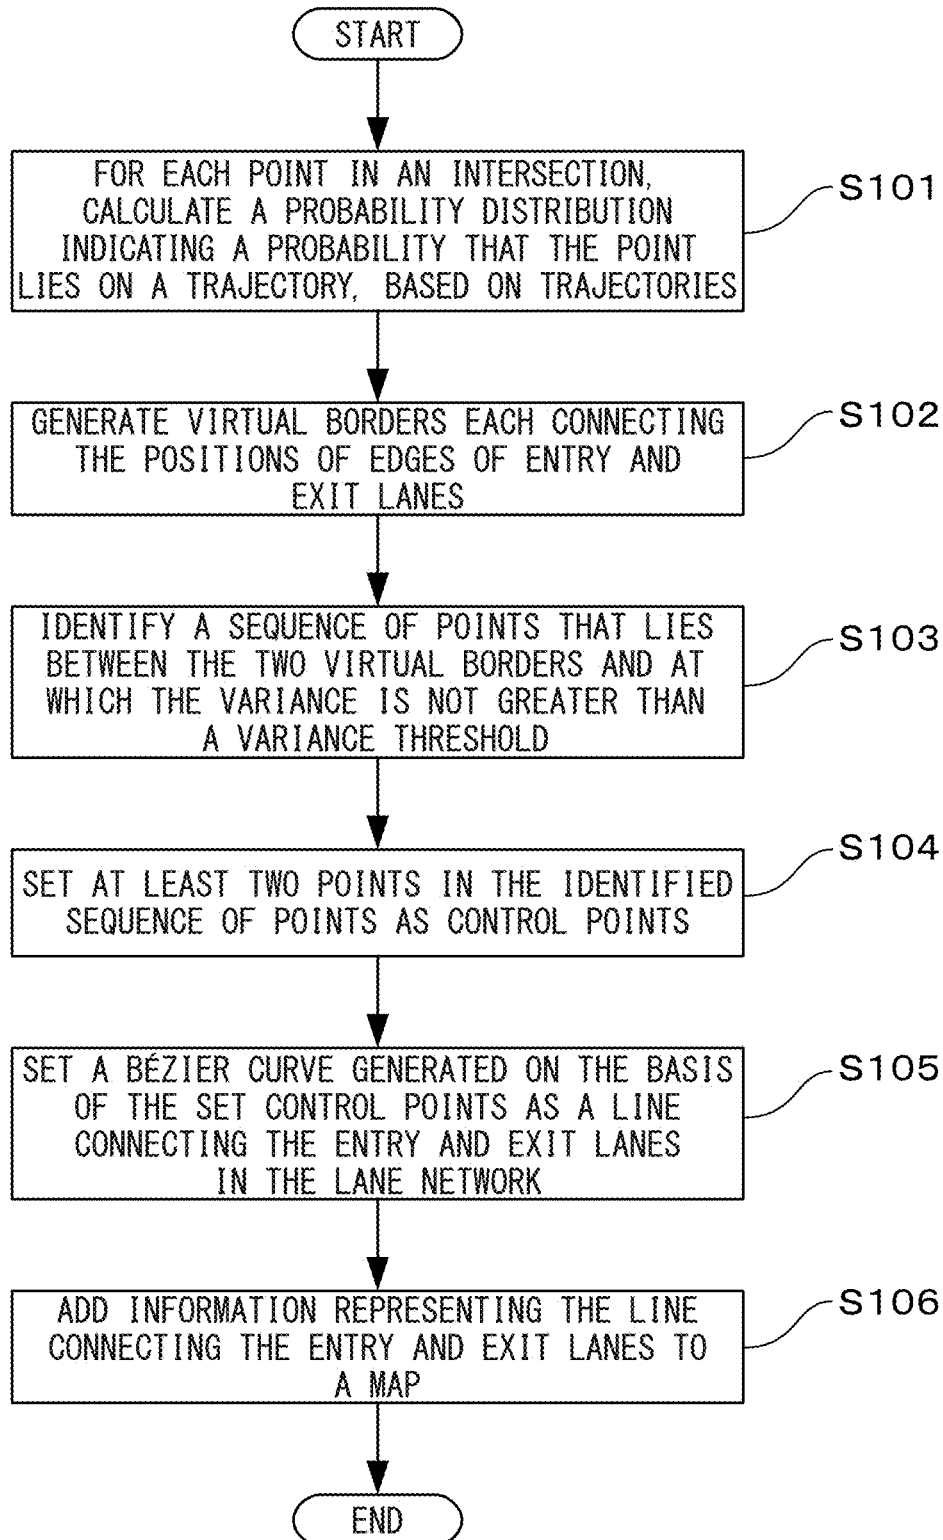 START
FOR EACH POINT IN AN INTERSECTION,
CALCULATE A PROBABILITY DISTRIBUTION
INDICATING A PROBABILITY THAT THE POINT
LIES ON A TRAJECTORY, BASED ON TRAJECTORIES
S101
GENERATE VIRTUAL BORDERS EACH CONNECTING
THE POSITIONS OF EDGES OF ENTRY AND
EXIT LANES
S102
IDENTIFY A SEQUENCE OF POINTS THAT LIES
BETWEEN THE TWO VIRTUAL BORDERS AND AT
WHICH THE VARIANCE IS NOT GREATER THAN
A VARIANCE THRESHOLD
S103
SET AT LEAST TWO POINTS IN THE IDENTIFIED
SEQUENCE OF POINTS AS CONTROL POINTS
S104
SET A BÉZIER CURVE GENERATED ON THE BASIS
OF THE SET CONTROL POINTS AS A LINE
CONNECTING THE ENTRY AND EXIT LANES
IN THE LANE NETWORK
S105
ADD INFORMATION REPRESENTING THE LINE
CONNECTING THE ENTRY AND EXIT LANES TO
A MAP
S106
END